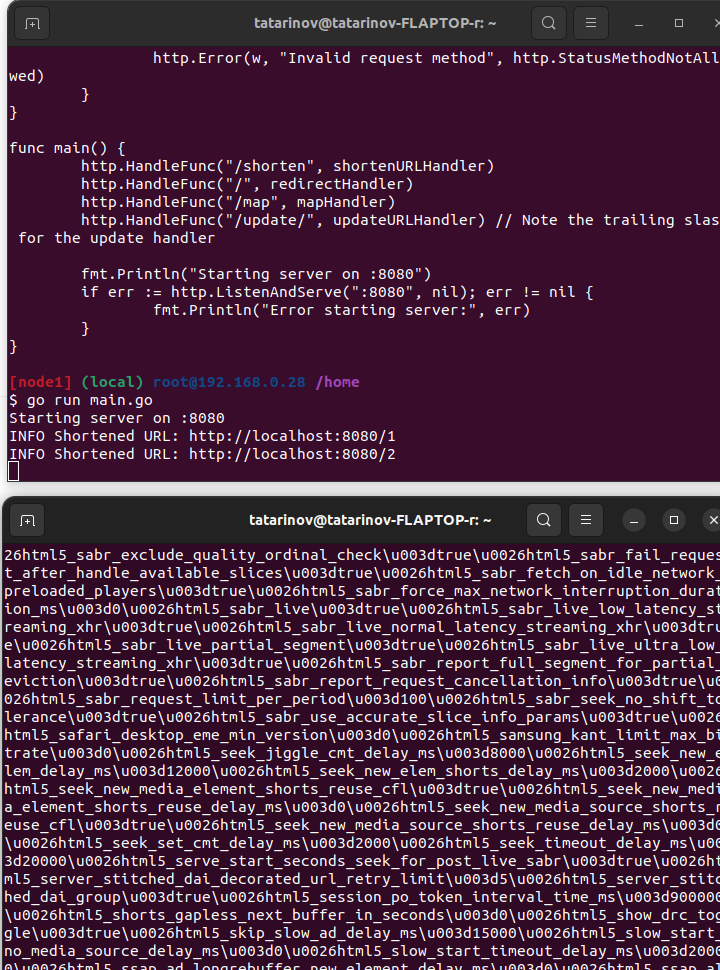 tatarinov@tatarinov-FLAPTOP-r: ~
http.Error(w, "Invalid request method", http.StatusMethodNotAll
wed)
}
}
func main() {
http.HandleFunc("/shorten", shortenURLHandler)
http.HandleFunc("/", redirectHandler)
http.HandleFunc("/map", mapHandler)
http.HandleFunc("/update/", updateURLHandler) // Note the trailing slas
for the update handler
fmt.Println("Starting server on :8080")
if err := http.ListenAndServe(":8080", nil); err != nil {
fmt.Println("Error starting server:", err)
}
}
[node1] (local) root@192.168.0.28 /home
$ go run main.go
Starting server on :8080
INFO Shortened URL: http://localhost:8080/1
INFO Shortened URL: http://localhost:8080/2
tatarinov@tatarinov-FLAPTOP-r: ~
26html5_sabr_exclude_quality_ordinal_check\u003dtrue\u0026html5_sabr_fail_reques
t_after_handle_available_slices\u003dtrue\u0026html5_sabr_fetch_on_idle_network_
preloaded_players\u003dtrue\u0026html5_sabr_force_max_network_interruption_durat
ion_ms\u003d0\u0026html5_sabr_live\u003dtrue\u0026html5_sabr_live_low_latency_st
reaming_xhr\u003dtrue\u0026html5_sabr_live_normal_latency_streaming_xhr\u003dtru
e\u0026html5_sabr_live_partial_segment\u003dtrue\u0026html5_sabr_live_ultra_low_
latency_streaming_xhr\u003dtrue\u0026html5_sabr_report_full_segment_for_partial_
eviction\u003dtrue\u0026html5_sabr_report_request_cancellation_info\u003dtrue\u0
026html5_sabr_request_limit_per_period\u003d100\u0026html5_sabr_seek_no_shift_to
lerance\u003dtrue\u0026html5_sabr_use_accurate_slice_info_params\u003dtrue\u0026
html5_safari_desktop_eme_min_version\u003d0\u0026html5_samsung_kant_limit_max_bi
trate\u003d0\u0026html5_seek_jiggle_cmt_delay_ms\u003d8000\u0026html5_seek_new_e
lem_delay_ms\u003d12000\u0026html5_seek_new_elem_shorts_delay_ms\u003d2000\u0026
html5_seek_new_media_element_shorts_reuse_cfl\u003dtrue\u0026html5_seek_new_medi
a_element_shorts_reuse_delay_ms\u003d0\u0026html5_seek_new_media_source_shorts_r
euse_cfl\u003dtrue\u0026html5_seek_new_media_source_shorts_reuse_delay_ms\u003d0
\u0026html5_seek_set_cmt_delay_ms\u003d2000\u0026html5_seek_timeout_delay_ms\u00
3d20000\u0026html5_serve_start_seconds_seek_for_post_live_sabr\u003dtrue\u0026ht
ml5_server_stitched_dai_decorated_url_retry_limit\u003d5\u0026html5_server_stitc
hed_dai_group\u003dtrue\u0026html5_session_po_token_interval_time_ms\u003d900000
\u0026html5_shorts_gapless_next_buffer_in_seconds\u003d0\u0026html5_show_drc_tog
gle\u003dtrue\u0026html5_skip_slow_ad_delay_ms\u003d15000\u0026html5_slow_start_
no_media_source_delay_ms\u003d0\u0026html5_slow_start_timeout_delay_ms\u003d2000
0\u0026html5_ssap_ad_longrebuffer_new_element_delay_ms\u003d0\u0026html5_ssap_at